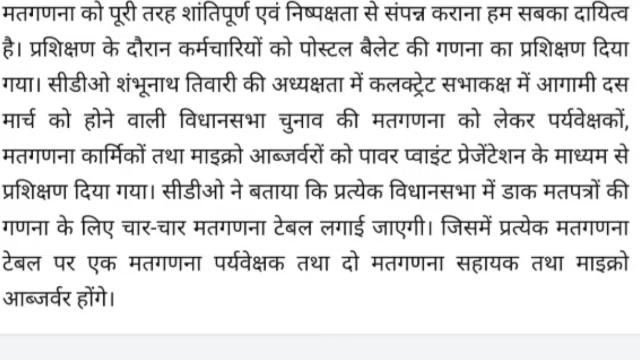 मतगणना को पूरी तरह शांतिपूर्ण एवं निष्पक्षता से संपन्न कराना हम सबका दायित्व
है। प्रशिक्षण के दौरान कर्मचारियों को पोस्टल बैलेट की गणना का प्रशिक्षण दिया
गया। सीडीओ शंभूनाथ तिवारी की अध्यक्षता में कलक्ट्रेट सभाकक्ष में आगामी दस
मार्च को होने वाली विधानसभा चुनाव की मतगणना को लेकर पर्यवेक्षकों,
मतगणना कार्मिकों तथा माइक्रो आब्जर्वरों को पावर प्वाइंट प्रेजेंटेशन के माध्यम से
प्रशिक्षण दिया गया। सीडीओ ने बताया कि प्रत्येक विधानसभा में डाक मतपत्रों की
गणना के लिए चार-चार मतगणना टेबल लगाई जाएगी। जिसमें प्रत्येक मतगणना
टेबल पर एक मतगणना पर्यवेक्षक तथा दो मतगणना सहायक तथा माइक्रो
आब्जर्वर होंगे।